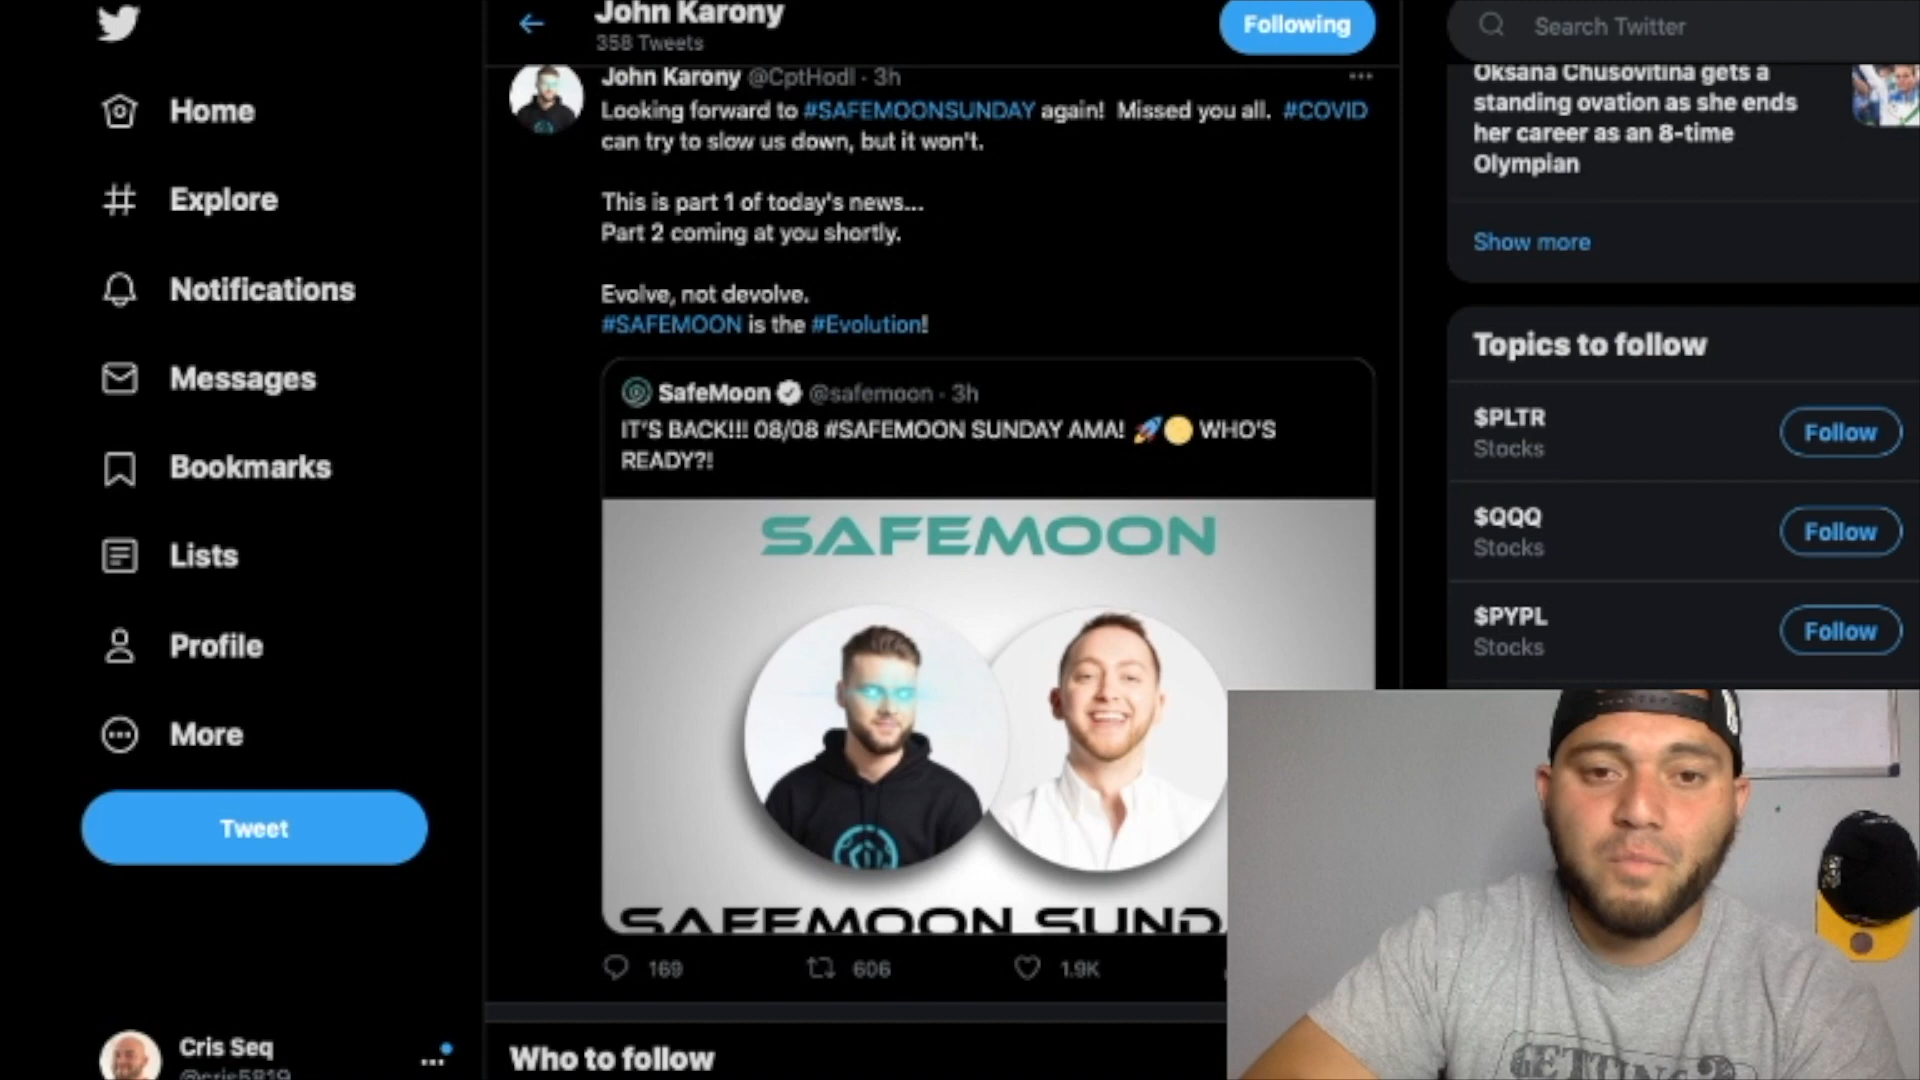 Home
Explore
Notifications
Messages
Bookmarks
Lists
Profile
More
Tweet
Cris Seq
John Karony
358 Tweets
Following
John Karony @CptHodl · 3h
Looking forward to #SAFEMOONSUNDAY again! Missed you all. #COVID
can try to slow us down, but it won't.
This is part 1 of today's news...
Part 2 coming at you shortly.
Evolve, not devolve.
#SAFEMOON is the #Evolution!
SafeMoon @safemoon · 3h
IT'S BACK!!! 08/08 #SAFEMOON SUNDAY AMA! 🚀🌕 WHO'S
READY?!
SAFEMOON
SAFEMOON SUND
169
606
1.9K
Who to follow
Search Twitter
Oksana Chusovitina gets a
standing ovation as she ends
her career as an 8-time
Olympian
Show more
Topics to follow
$PLTR
Stocks
Follow
$QQQ
Stocks
Follow
$PYPL
Stocks
Follow